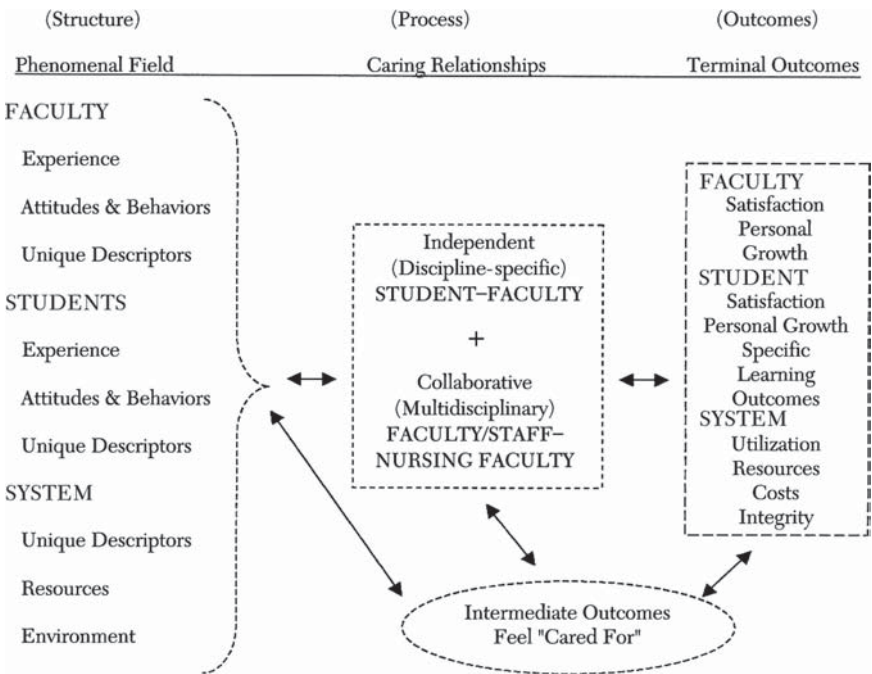 (Structure)
(Process)
(Outcomes)
Phenomenal Field
Caring Relationships
Terminal Outcomes
FACULTY
Experience
Attitudes & Behaviors
Unique Descriptors
STUDENTS
Experience
Attitudes & Behaviors
Unique Descriptors
SYSTEM
Unique Descriptors
Resources
Environment
Independent
(Discipline-specific)
STUDENT–FACULTY
+
Collaborative
(Multidisciplinary)
FACULTY/STAFF–
NURSING FACULTY
FACULTY
Satisfaction
Personal
Growth
STUDENT
Satisfaction
Personal Growth
Specific
Learning
Outcomes
SYSTEM
Utilization
Resources
Costs
Integrity
Intermediate Outcomes
Feel "Cared For"